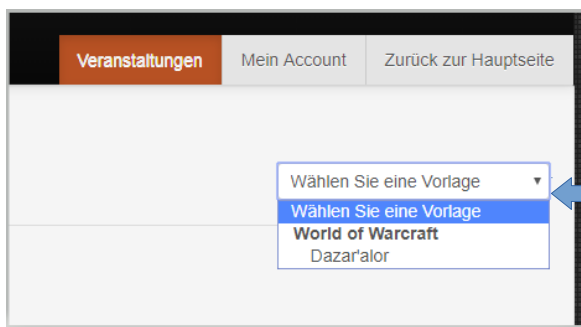 Veranstaltungen Mein Account Zurück zur Hauptseite
Wählen Sie eine Vorlage
Wählen Sie eine Vorlage
World of Warcraft
Dazar'alor